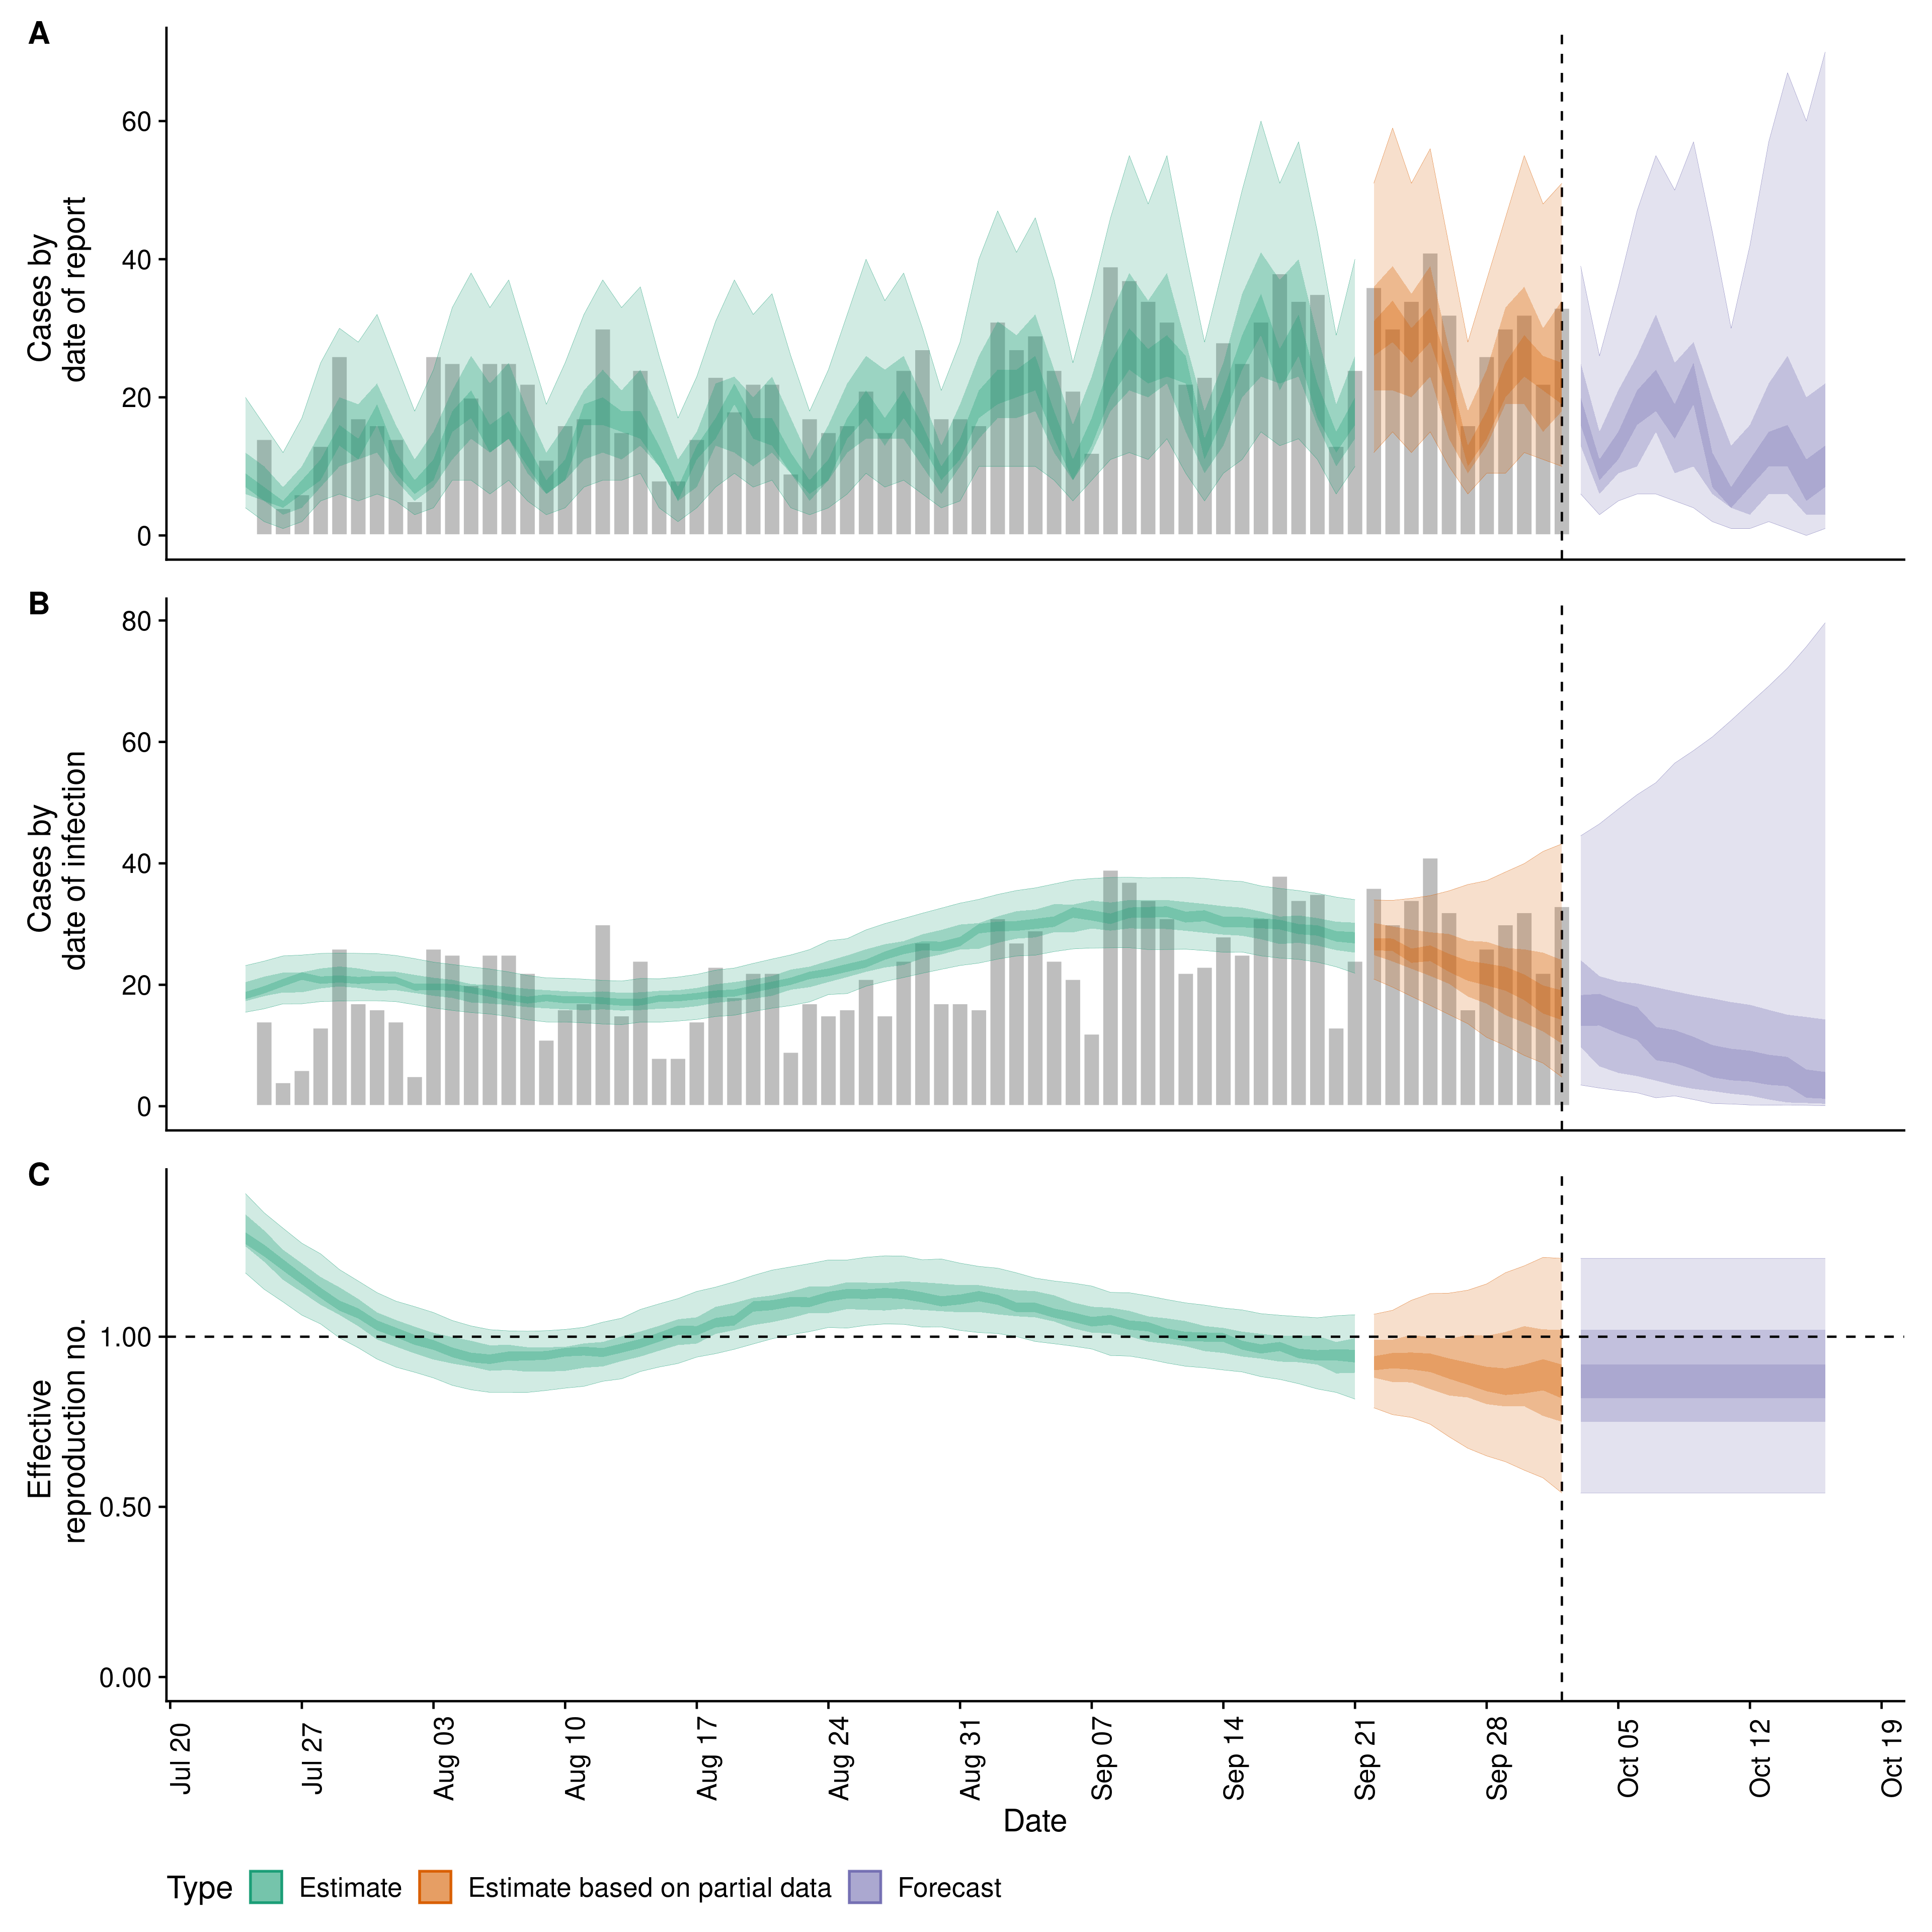 A
Cases by
date of report
60
40
20
0
B
Cases by
date of infection
80
60
40
20
0
C
Effective
reproduction no.
1.00
0.50
0.00
Jul 20
Jul 27
Aug 03
Aug 10
Aug 17
Aug 24
Aug 31
Sep 07
Sep 14
Sep 21
Sep 28
Oct 05
Oct 12
Oct 19
Date
Type Estimate Estimate based on partial data Forecast